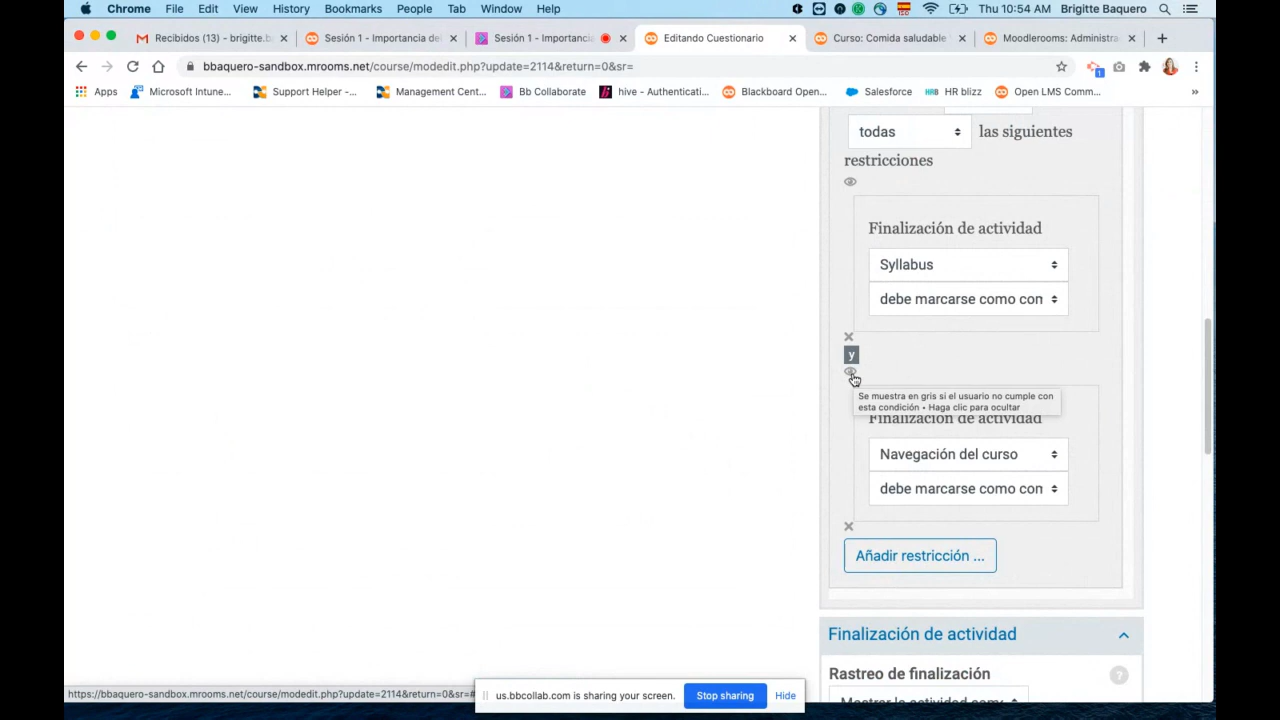 Chrome File Edit View History Bookmarks People Tab Window Help Thu 10:54 AM Brigitte Baquero
Recibidos (13) - brigitte.b
Sesión 1 - Importancia de
Sesión 1 - Importancia
Editando Cuestionario
Curso: Comida saludable
Moodlerooms: Administra
bbaquero-sandbox.mrooms.net/course/modedit.php?update=2114&return=0&sr=
Apps Microsoft Intune... Support Helper -... Management Cent... Bb Collaborate hive - Authenticati... Blackboard Open... Salesforce HR blizz Open LMS Comm... »
todas las siguientes
restricciones
Finalización de actividad
Syllabus
debe marcarse como con
y
Se muestra en gris si el usuario no cumple con
esta condición • Haga clic para ocultar
Finalización de actividad
Navegación del curso
debe marcarse como con
Añadir restricción ...
Finalización de actividad
Rastreo de finalización
?
https://bbaquero-sandbox.mrooms.net/course/modedit.php?update=2114&return=0&sr=#
us.bbcollab.com is sharing your screen. Stop sharing Hide